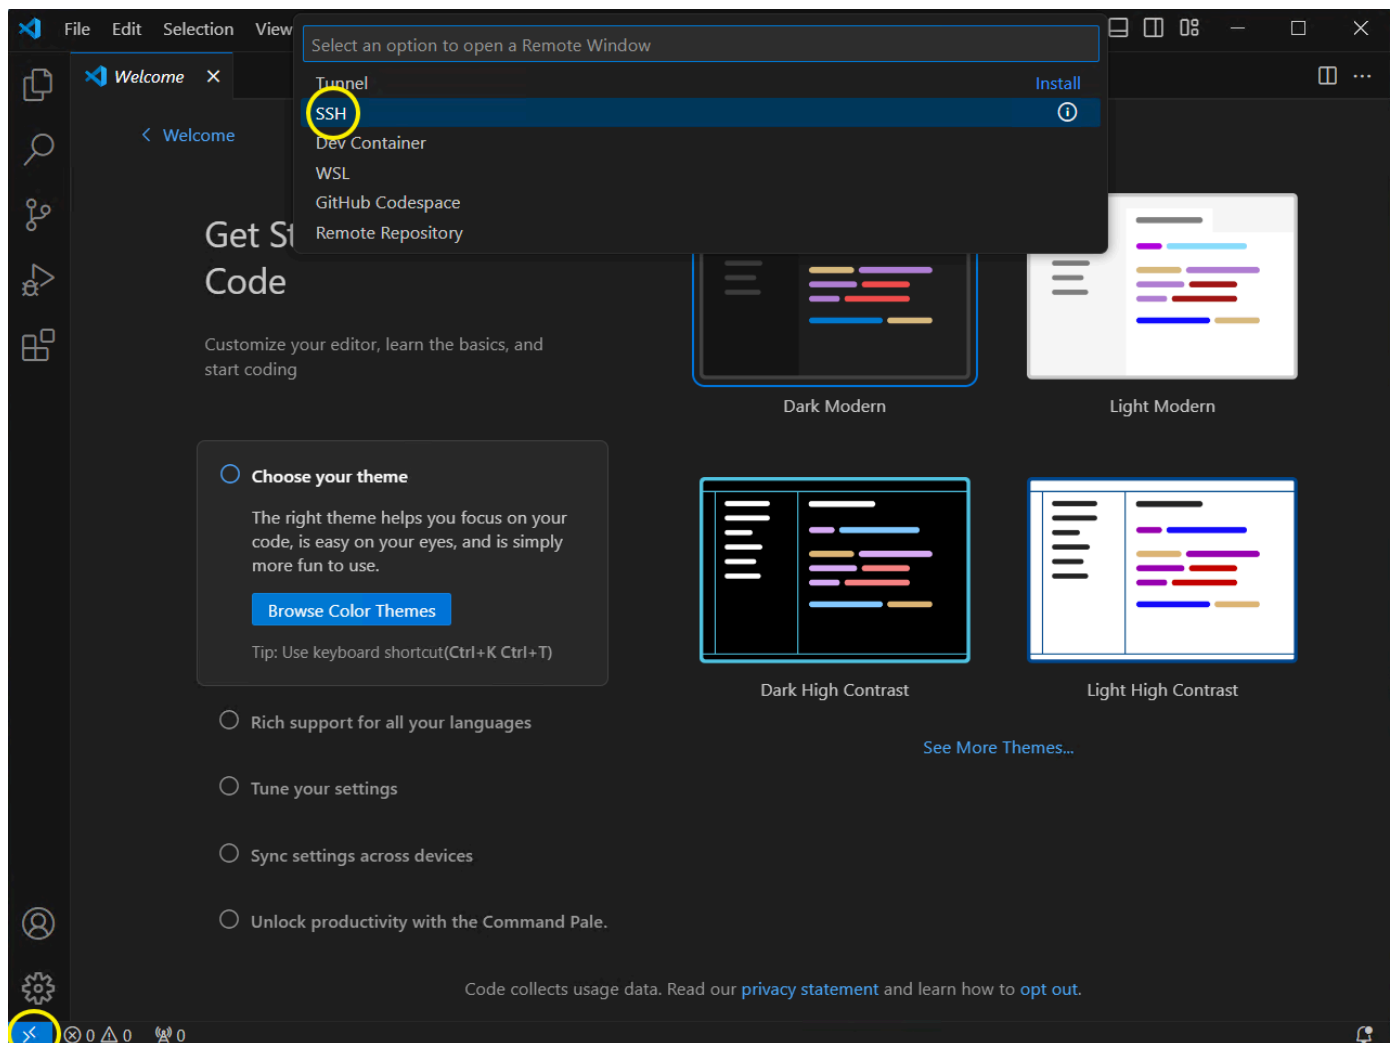 File Edit Selection View
Select an option to open a Remote Window
Welcome
Tunnel Install
SSH
Dev Container
WSL
GitHub Codespace
Remote Repository
Welcome
Get St
Code
Customize your editor, learn the basics, and
start coding
Choose your theme
The right theme helps you focus on your
code, is easy on your eyes, and is simply
more fun to use.
Browse Color Themes
Tip: Use keyboard shortcut(Ctrl+K Ctrl+T)
Rich support for all your languages
Tune your settings
Sync settings across devices
Unlock productivity with the Command Pale.
Dark Modern
Light Modern
Dark High Contrast
Light High Contrast
See More Themes...
Code collects usage data. Read our privacy statement and learn how to opt out.
0 0 0